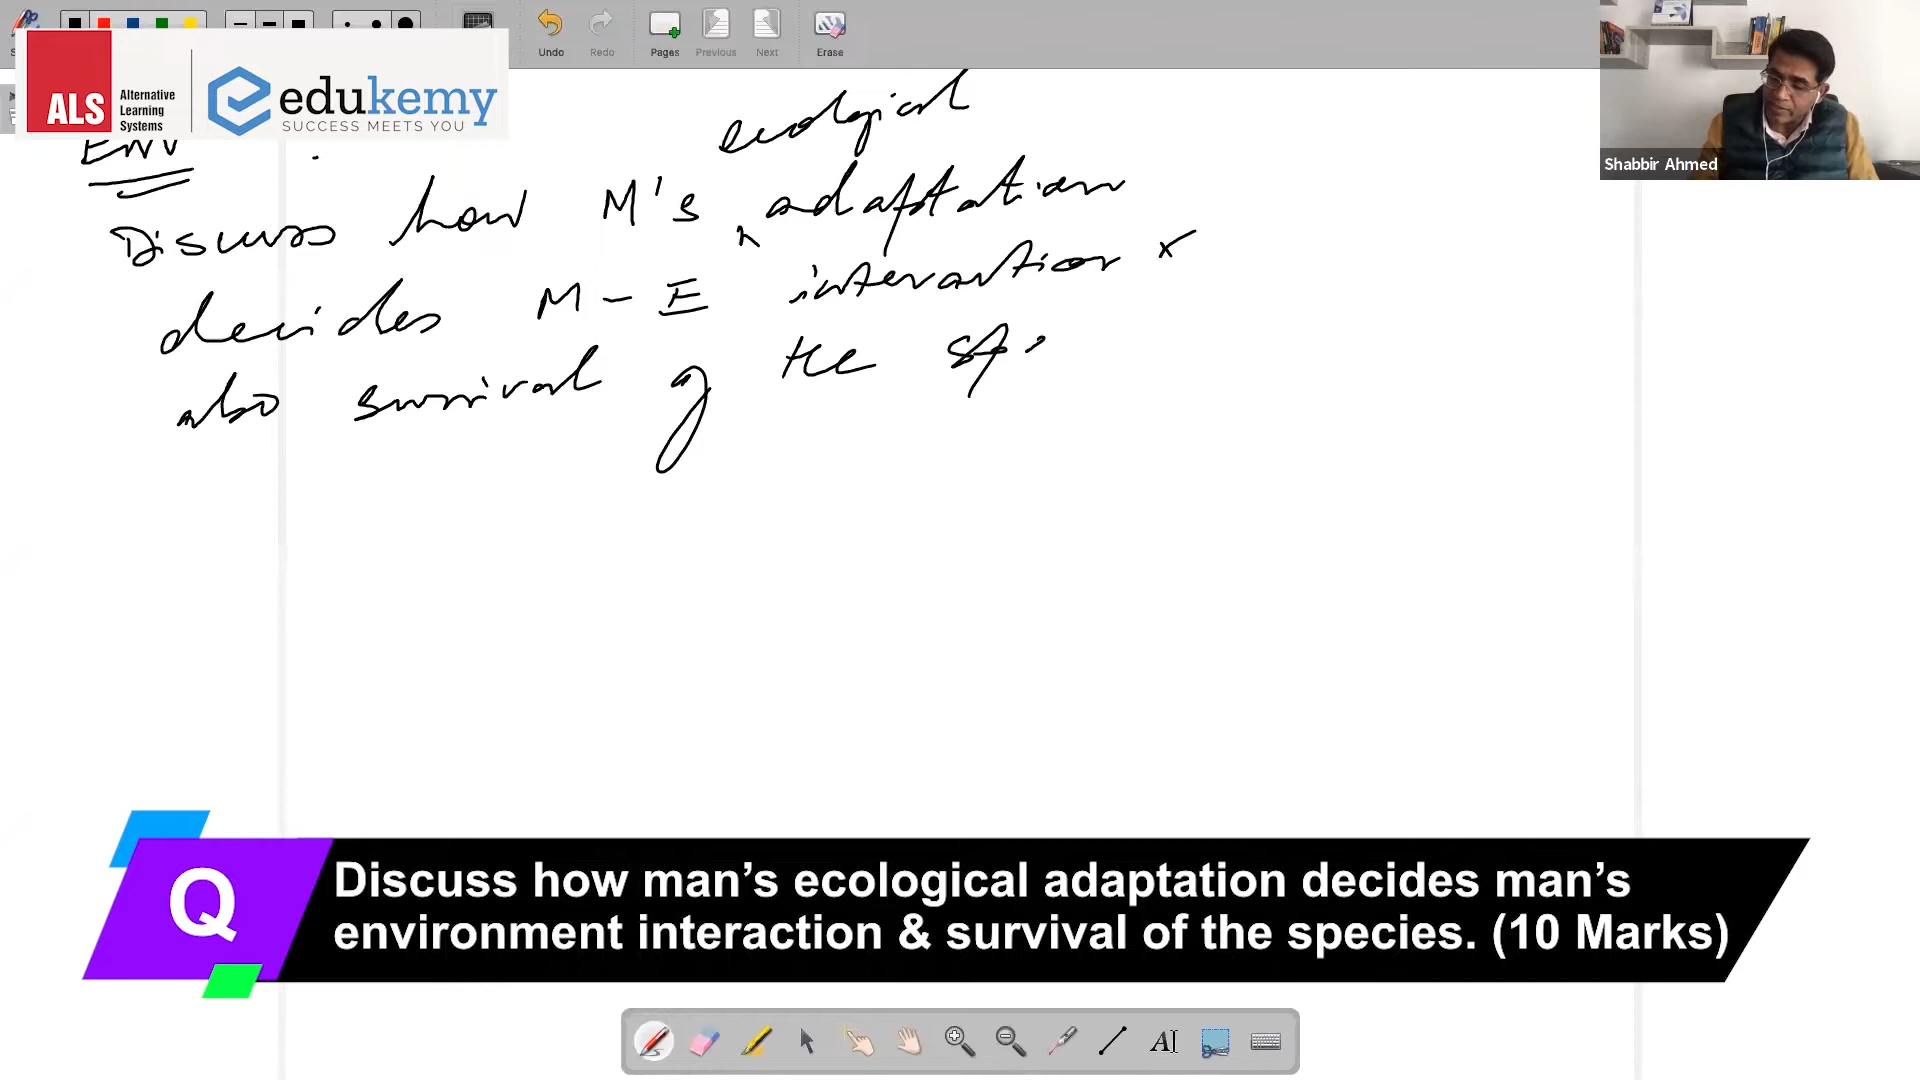 Undo
Redo
Pages
Previous
Next
Erase
ALS
Alternative
Learning
Systems
edukemy
SUCCESS MEETS YOU
Shabbir Ahmed
Env
ecological
Discuss how M's adaptation
decides M - E interaction &
also survival of the sp.
Q
Discuss how man's ecological adaptation decides man's
environment interaction & survival of the species. (10 Marks)
AI